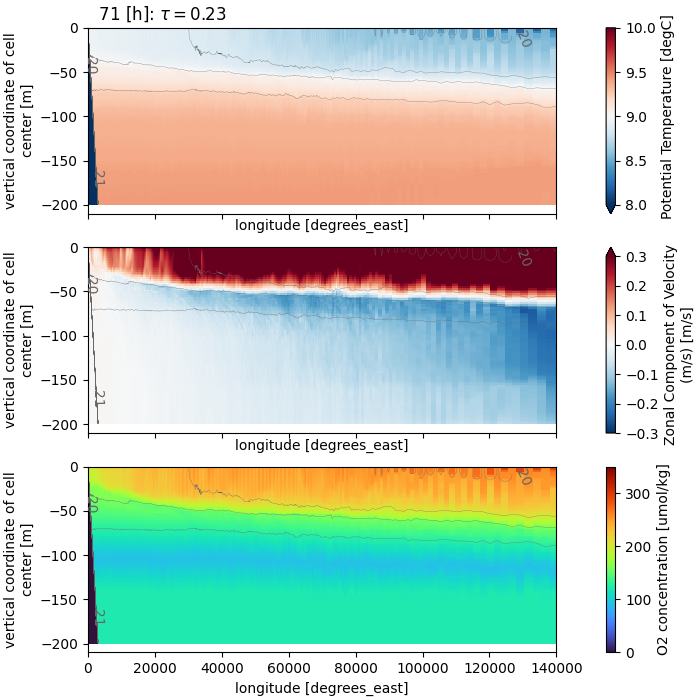 71 [h]: τ = 0.23
0
−50
−100
−150
−200
vertical coordinate of cell
center [m]
20
21
20
longitude [degrees_east]
10.0
9.5
9.0
8.5
8.0
Potential Temperature [degC]
0
−50
−100
−150
−200
vertical coordinate of cell
center [m]
20
21
20
longitude [degrees_east]
0.3
0.2
0.1
0.0
−0.1
−0.2
−0.3
Zonal Component of Velocity
(m/s) [m/s]
0
−50
−100
−150
−200
vertical coordinate of cell
center [m]
20
21
20
0 20000 40000 60000 80000 100000 120000 140000
longitude [degrees_east]
300
200
100
0
O2 concentration [umol/kg]